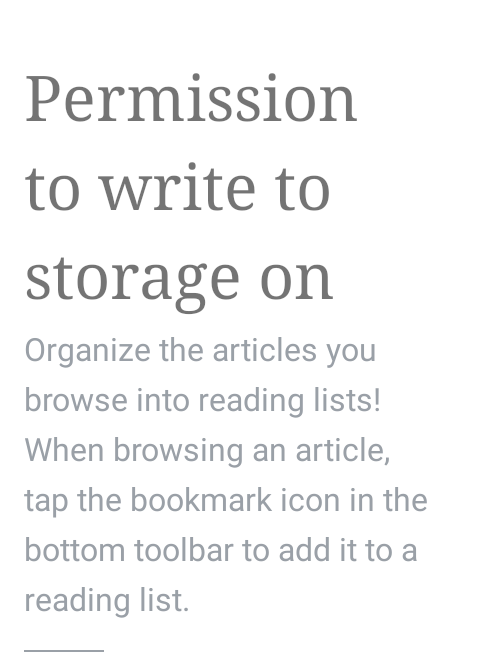 Permission
to write to
storage on
Organize the articles you
browse into reading lists!
When browsing an article,
tap the bookmark icon in the
bottom toolbar to add it to a
reading list.